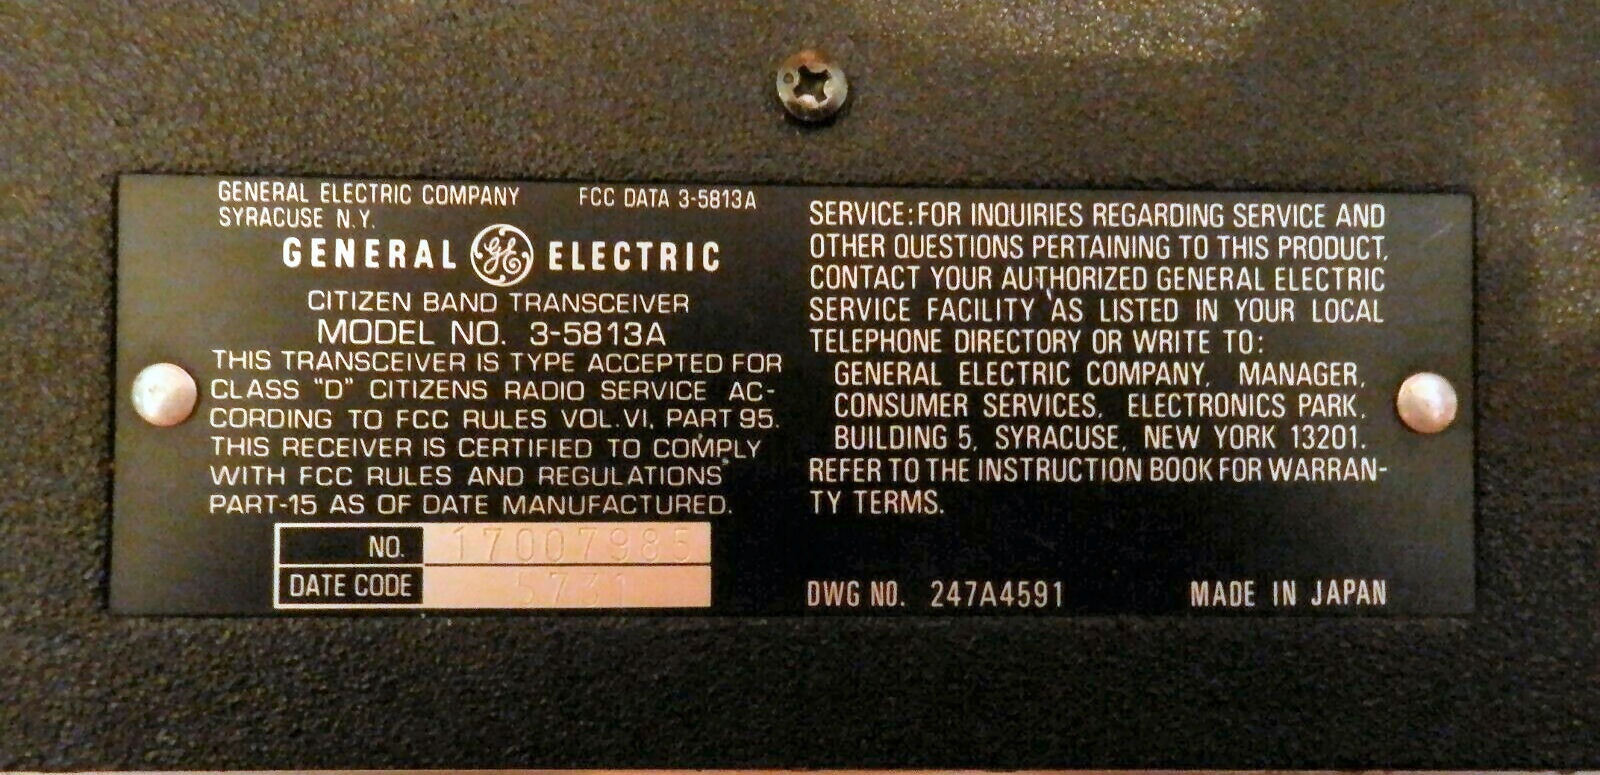 GENERAL ELECTRIC COMPANY FCC DATA 3-5813A
SYRACUSE N.Y.
GENERAL GE ELECTRIC
CITIZEN BAND TRANSCEIVER
MODEL NO. 3-5813A
THIS TRANSCEIVER IS TYPE ACCEPTED FOR
CLASS "D" CITIZENS RADIO SERVICE AC-
CORDING TO FCC RULES VOL.VI, PART 95.
THIS RECEIVER IS CERTIFIED TO COMPLY
WITH FCC RULES AND REGULATIONS
PART-15 AS OF DATE MANUFACTURED.
NO. 17007985
DATE CODE 5731
SERVICE: FOR INQUIRIES REGARDING SERVICE AND
OTHER QUESTIONS PERTAINING TO THIS PRODUCT,
CONTACT YOUR AUTHORIZED GENERAL ELECTRIC
SERVICE FACILITY AS LISTED IN YOUR LOCAL
TELEPHONE DIRECTORY OR WRITE TO:
GENERAL ELECTRIC COMPANY, MANAGER,
CONSUMER SERVICES, ELECTRONICS PARK,
BUILDING 5, SYRACUSE, NEW YORK 13201.
REFER TO THE INSTRUCTION BOOK FOR WARRAN-
TY TERMS.
DWG NO. 247A4591 MADE IN JAPAN